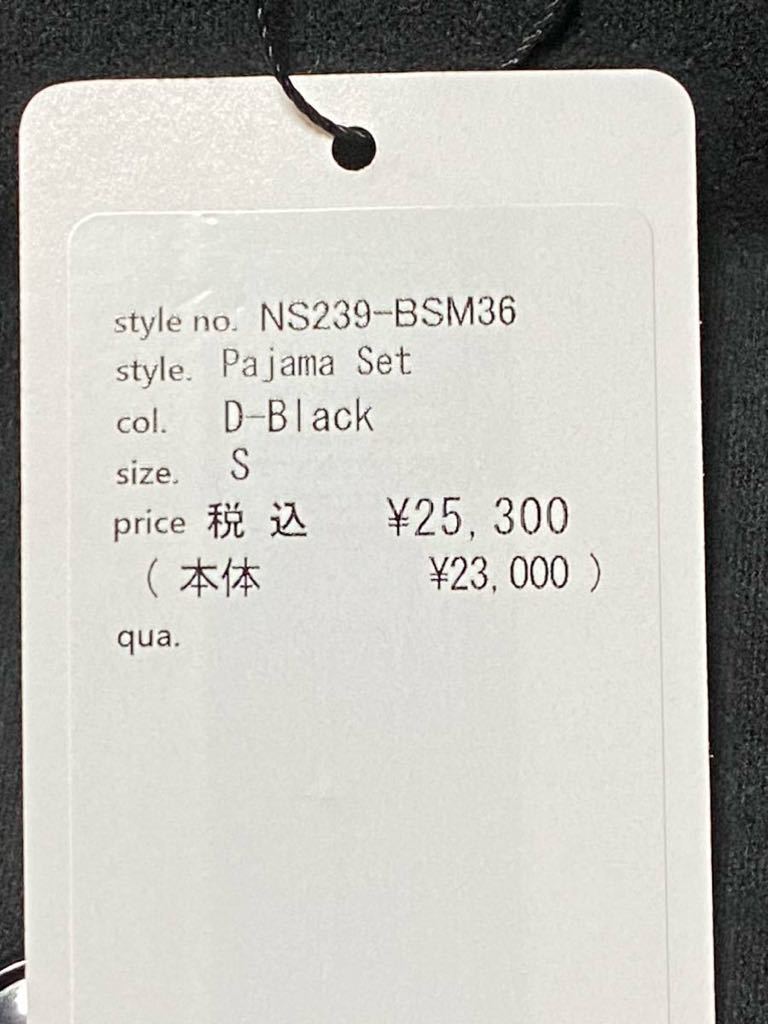 style no. NS239-BSM36
style. Pajama Set
col. D-Black
size. S
price 税 込 ¥25,300
( 本体 ¥23,000 )
qua.